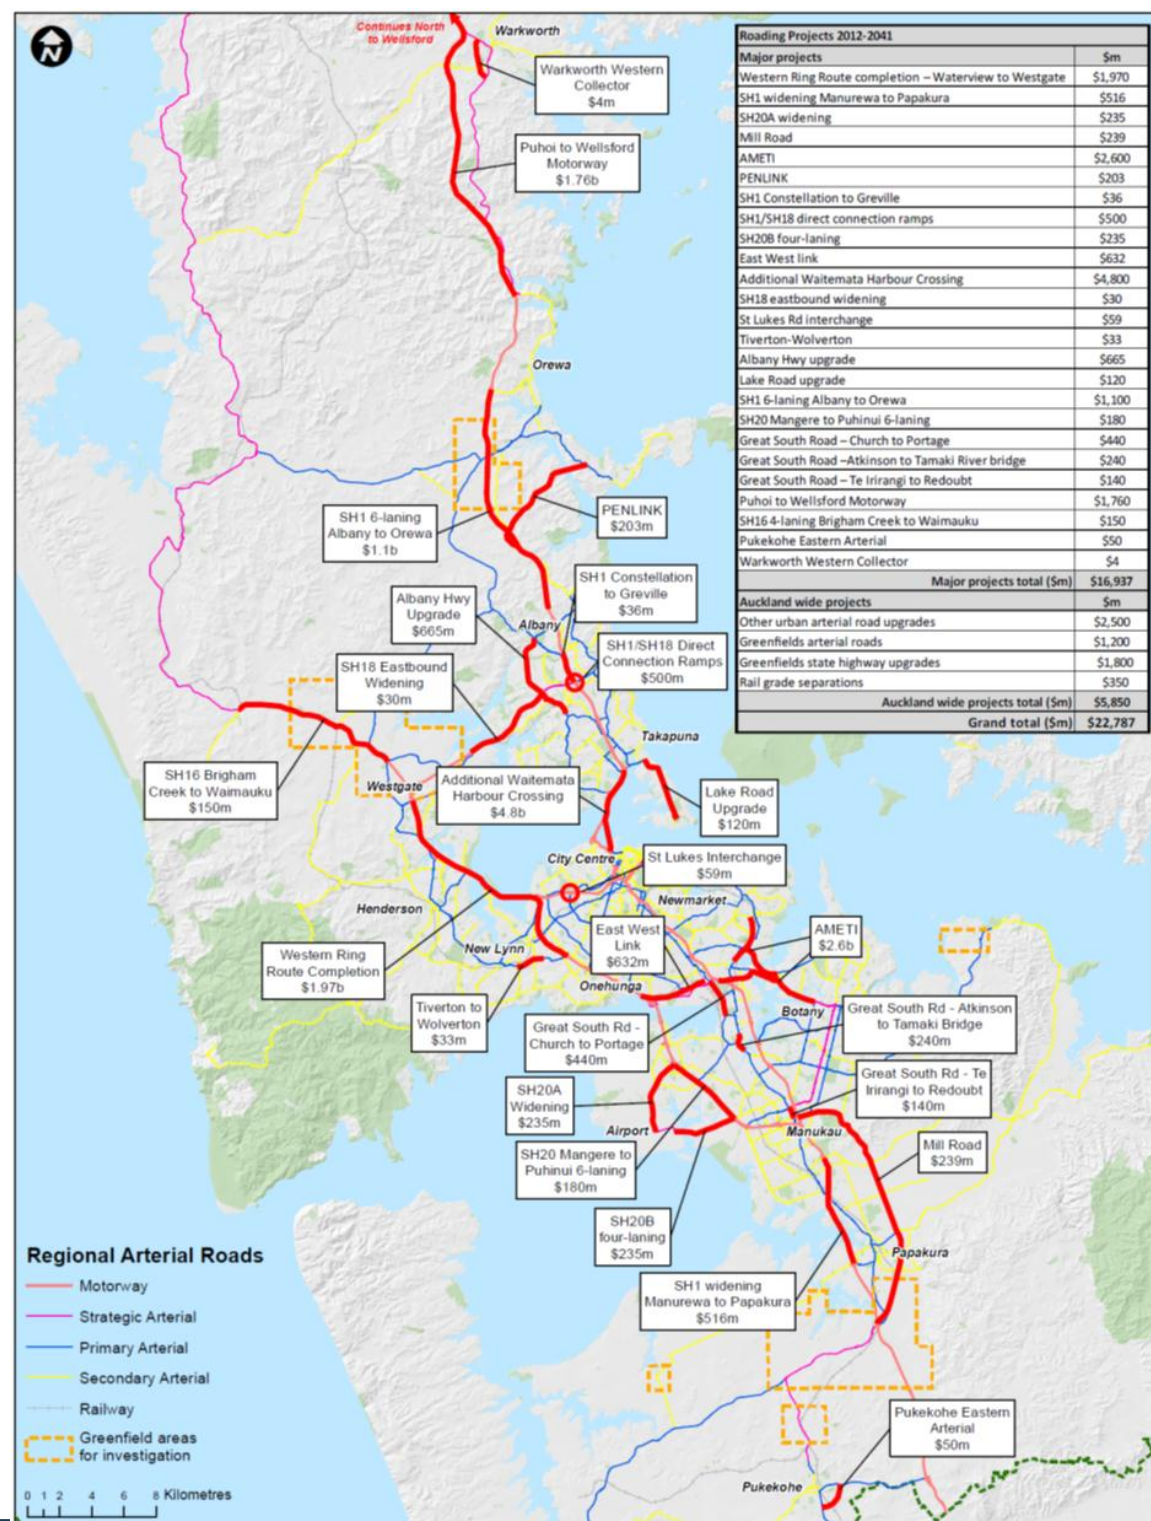 N
Continues North
to Wellsford
Warkworth
Warkworth Western
Collector
$4m
Puhoi to Wellsford
Motorway
$1.76b
Orewa
PENLINK
$203m
SH1 6-laning
Albany to Orewa
$1.1b
SH1 Constellation
to Greville
$36m
Albany Hwy
Upgrade
$665m
Albany
SH1/SH18 Direct
Connection Ramps
$500m
SH18 Eastbound
Widening
$30m
Takapuna
SH16 Brigham
Creek to Waimauku
$150m
Westgate
Additional Waitemata
Harbour Crossing
$4.8b
Lake Road
Upgrade
$120m
City Centre
St Lukes Interchange
$59m
Henderson
Newmarket
New Lynn
East West
Link
$632m
AMETI
$2.6b
Western Ring
Route Completion
$1.97b
Onehunga
Tiverton to
Wolverton
$33m
Botany
Great South Rd - Atkinson
to Tamaki Bridge
$240m
Great South Rd -
Church to Portage
$440m
Great South Rd - Te
Irirangi to Redoubt
$140m
SH20A
Widening
$235m
Airport
Manukau
SH20 Mangere to
Puhinui 6-laning
$180m
Mill Road
$239m
SH20B
four-laning
$235m
Papakura
SH1 widening
Manurewa to Papakura
$516m
Pukekohe Eastern
Arterial
$50m
Pukekohe
Roading Projects 2012-2041
Major projects $m
Western Ring Route completion – Waterview to Westgate $1,970
SH1 widening Manurewa to Papakura $516
SH20A widening $235
Mill Road $239
AMETI $2,600
PENLINK $203
SH1 Constellation to Greville $36
SH1/SH18 direct connection ramps $500
SH20B four-laning $235
East West link $632
Additional Waitemata Harbour Crossing $4,800
SH18 eastbound widening $30
St Lukes Rd interchange $59
Tiverton-Wolverton $33
Albany Hwy upgrade $665
Lake Road upgrade $120
SH1 6-laning Albany to Orewa $1,100
SH20 Mangere to Puhinui 6-laning $180
Great South Road – Church to Portage $440
Great South Road –Atkinson to Tamaki River bridge $240
Great South Road – Te Irirangi to Redoubt $140
Puhoi to Wellsford Motorway $1,760
SH16 4-laning Brigham Creek to Waimauku $150
Pukekohe Eastern Arterial $50
Warkworth Western Collector $4
Major projects total ($m) $16,937
Auckland wide projects $m
Other urban arterial road upgrades $2,500
Greenfields arterial roads $1,200
Greenfields state highway upgrades $1,800
Rail grade separations $350
Auckland wide projects total ($m) $5,850
Grand total ($m) $22,787
Regional Arterial Roads
Motorway
Strategic Arterial
Primary Arterial
Secondary Arterial
Railway
Greenfield areas
for investigation
0 1 2 4 6 8 Kilometres